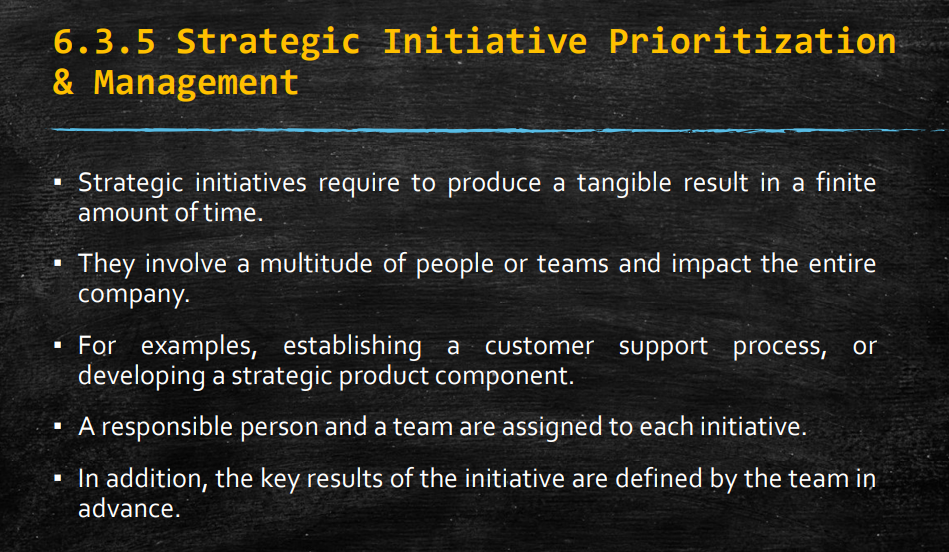 6.3.5 Strategic Initiative Prioritization
& Management
▪ Strategic initiatives require to produce a tangible result in a finite
amount of time.
▪ They involve a multitude of people or teams and impact the entire
company.
▪ For examples, establishing a customer support process, or
developing a strategic product component.
▪ A responsible person and a team are assigned to each initiative.
▪ In addition, the key results of the initiative are defined by the team in
advance.